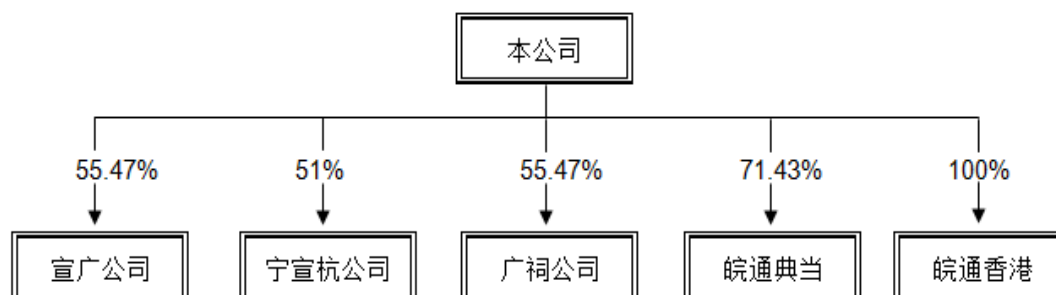 本公司
55.47%
51%
55.47%
71.43%
100%
宣广公司
宁宣杭公司
广祠公司
皖通典当
皖通香港